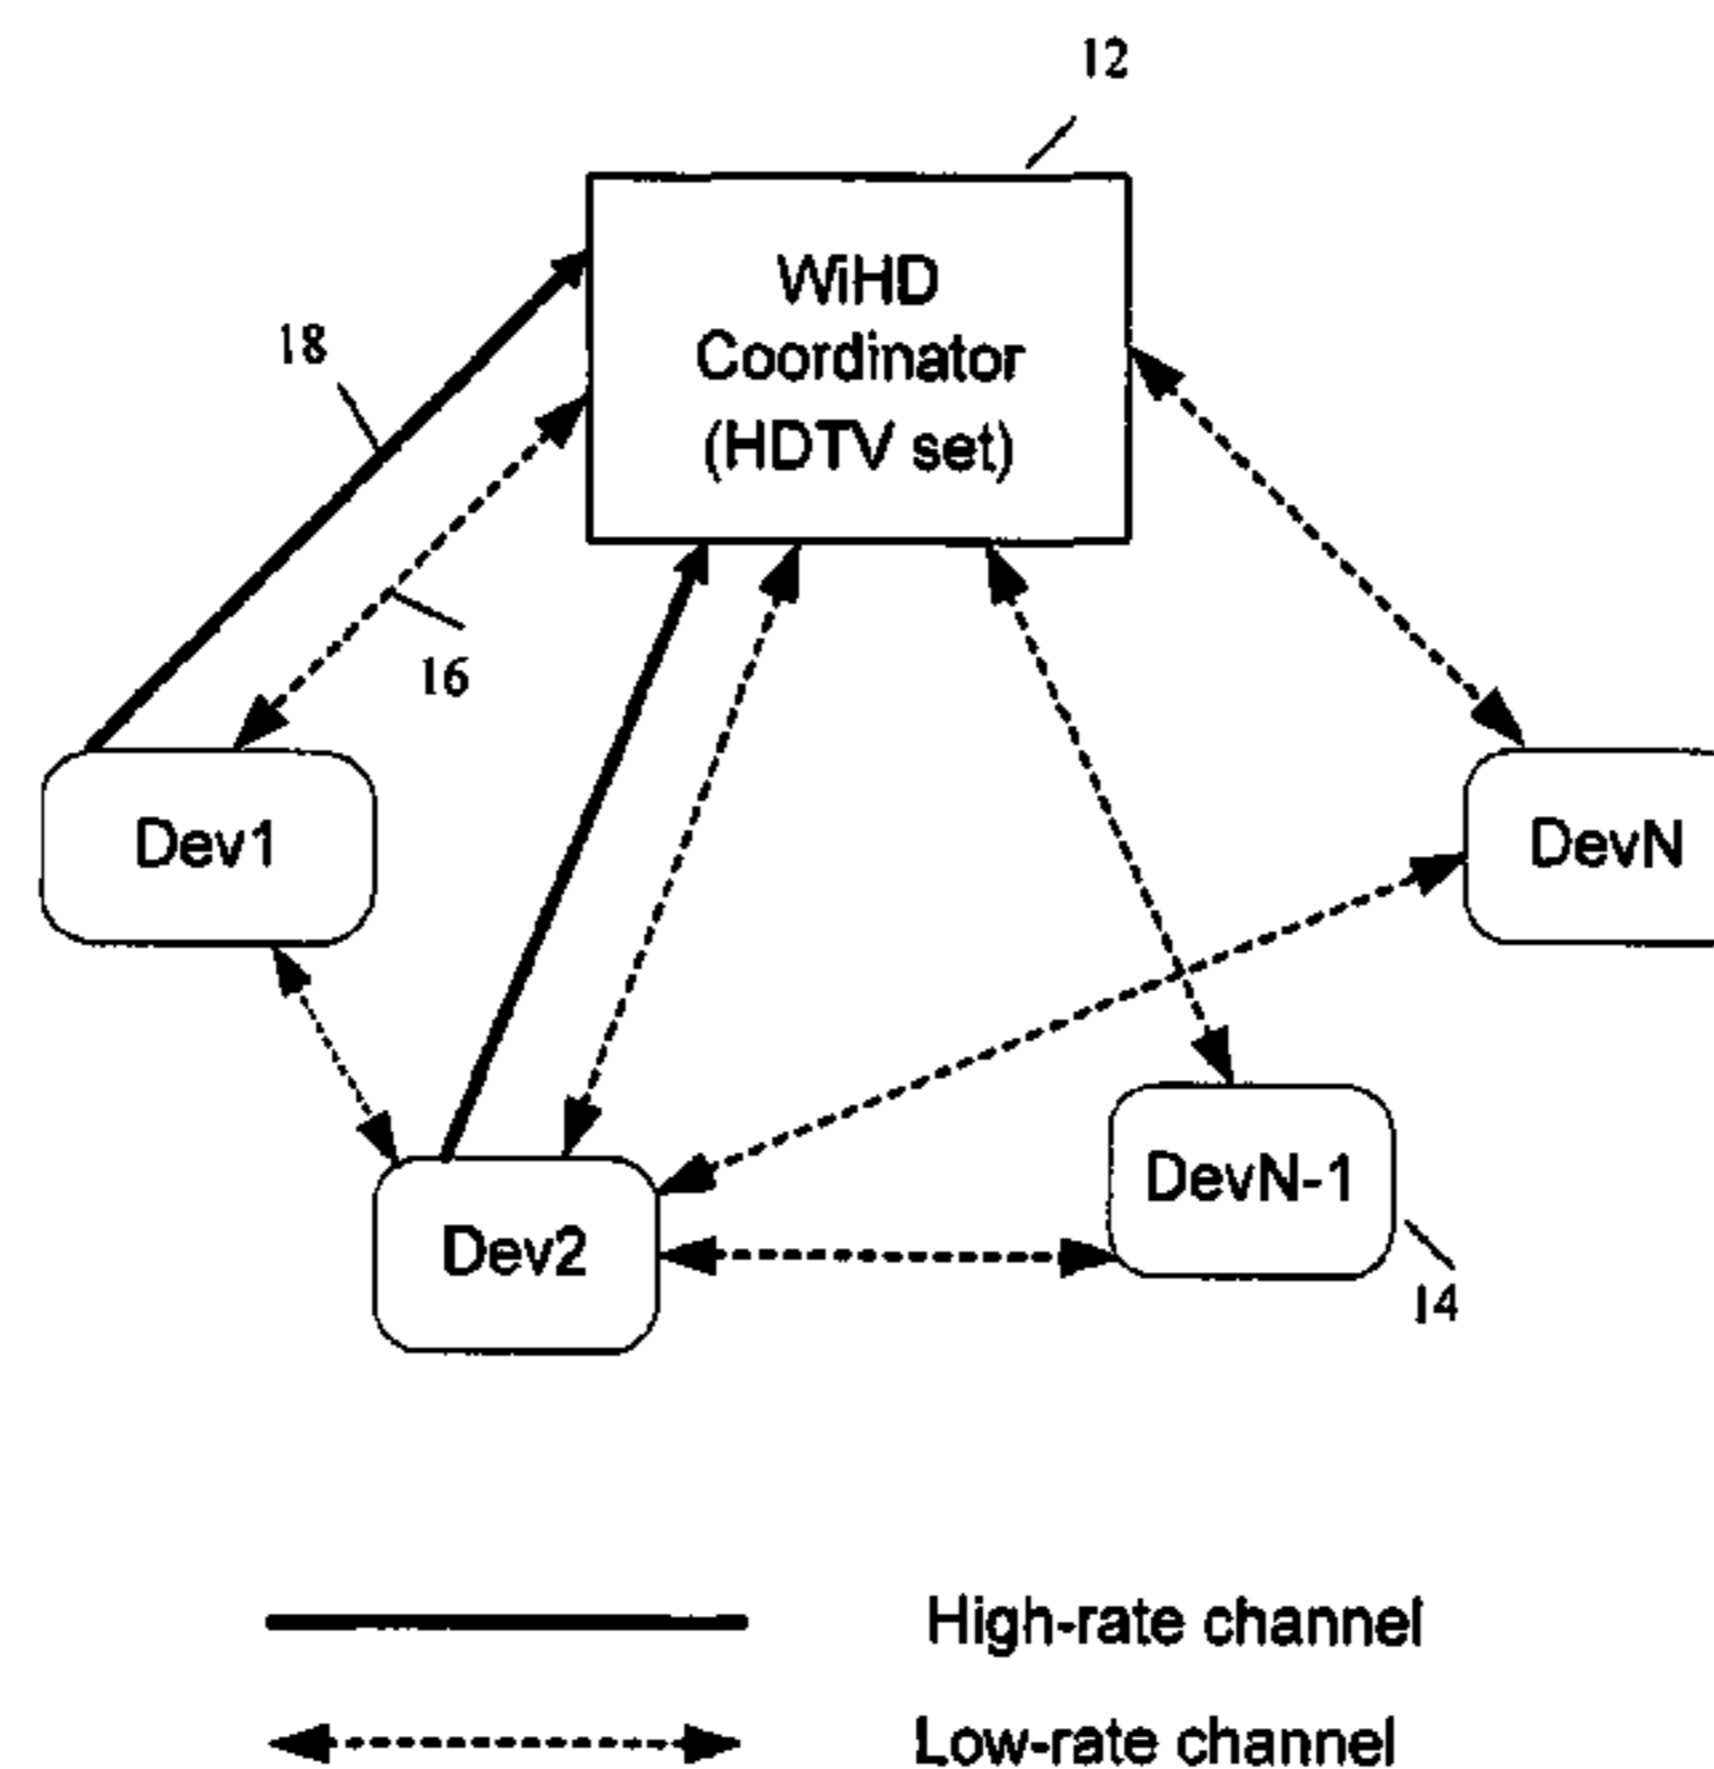 12
WiHD
Coordinator
(HDTV set)
18
16
Dev1
DevN
DevN-1
Dev2
14
High-rate channel
Low-rate channel